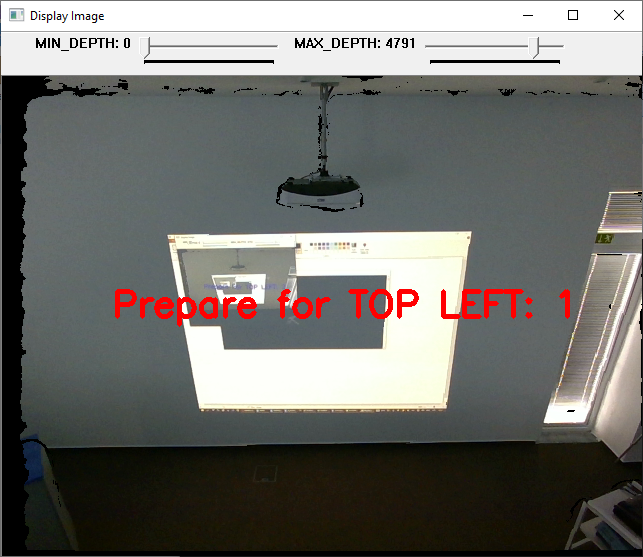 Display Image
MIN_DEPTH: 0
MAX_DEPTH: 4791
Prepare for TOP LEFT: 1